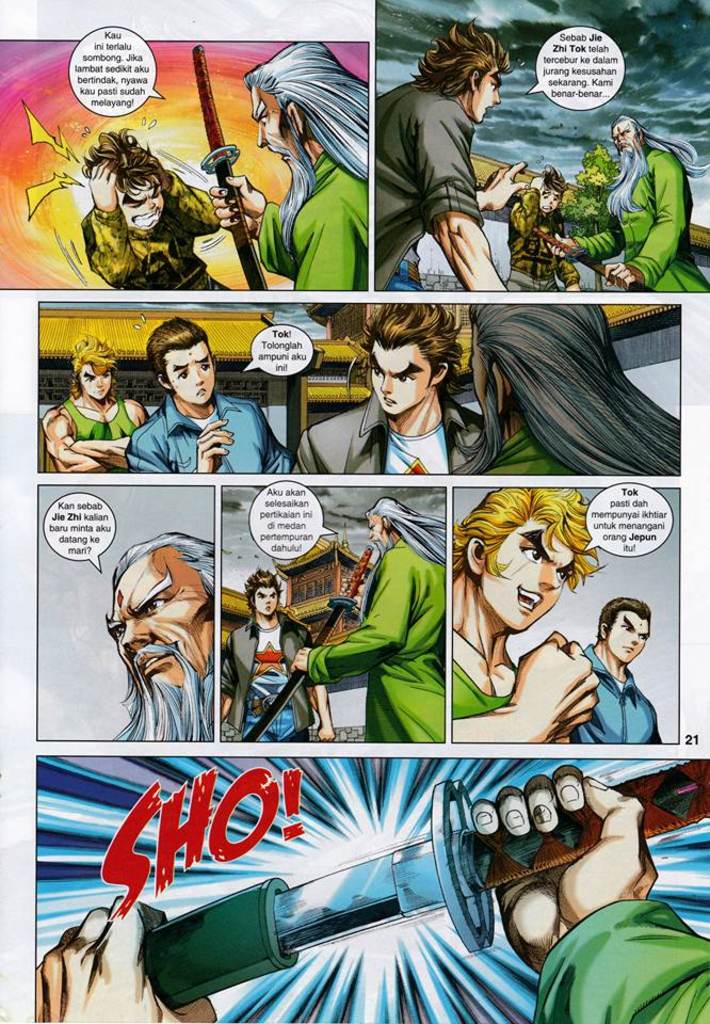 Kau
ini terlalu
sombong. Jika
lambat sedikit aku
bertindak, nyawa
kau pasti sudah
melayang!
Sebab Jie
Zhi Tok telah
tercebur ke dalam
jurang kesusahan
sekarang. Kami
benar-benar...
Tok!
Tolonglah
ampuni aku
ini!
Kan sebab
Jie Zhi kalian
baru minta aku
datang ke
mari?
Aku akan
selesaikan
pertikaian ini
di medan
pertempuran
dahulu!
Tok
pasti dah
mempunyai ikhtiar
untuk menangani
orang Jepun
itu!
21
SHO!